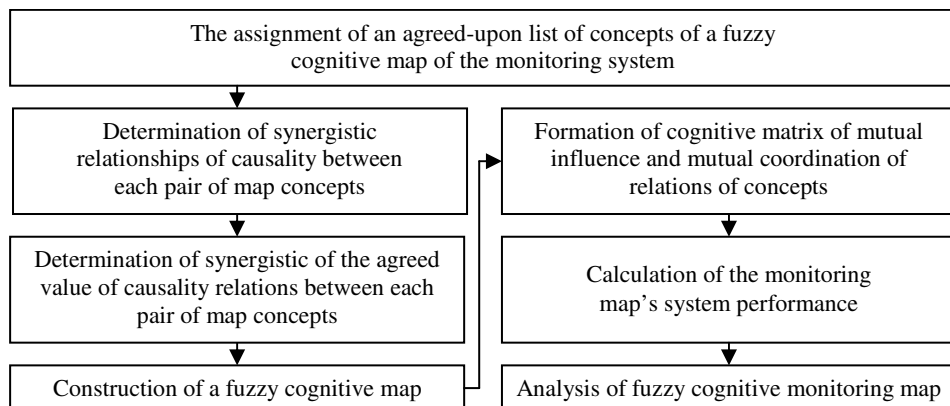 The assignment of an agreed-upon list of concepts of a fuzzy
cognitive map of the monitoring system
Determination of synergistic
relationships of causality between
each pair of map concepts
Determination of synergistic of the agreed
value of causality relations between each
pair of map concepts
Construction of a fuzzy cognitive map
Formation of cognitive matrix of mutual
influence and mutual coordination of
relations of concepts
Calculation of the monitoring
map's system performance
Analysis of fuzzy cognitive monitoring map